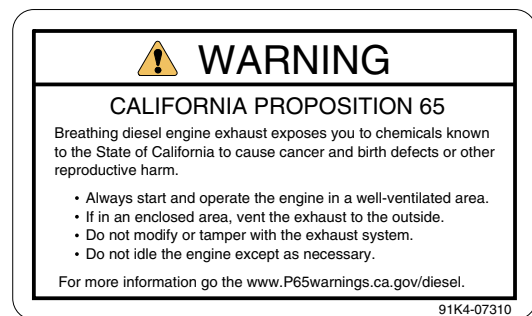 WARNING
CALIFORNIA PROPOSITION 65
Breathing diesel engine exhaust exposes you to chemicals known
to the State of California to cause cancer and birth defects or other
reproductive harm.
• Always start and operate the engine in a well-ventilated area.
• If in an enclosed area, vent the exhaust to the outside.
• Do not modify or tamper with the exhaust system.
• Do not idle the engine except as necessary.
For more information go the www.P65warnings.ca.gov/diesel.
91K4-07310